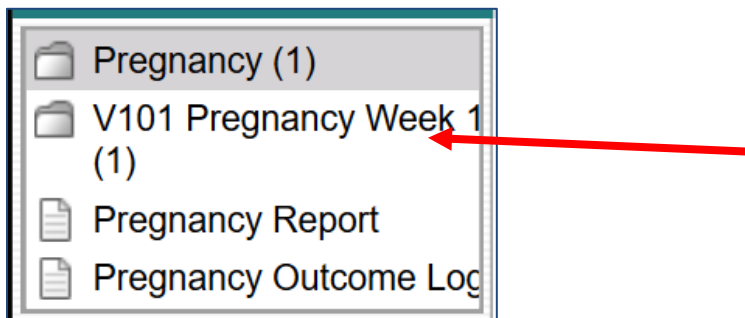 Pregnancy (1)
V101 Pregnancy Week 1
(1)
Pregnancy Report
Pregnancy Outcome Log